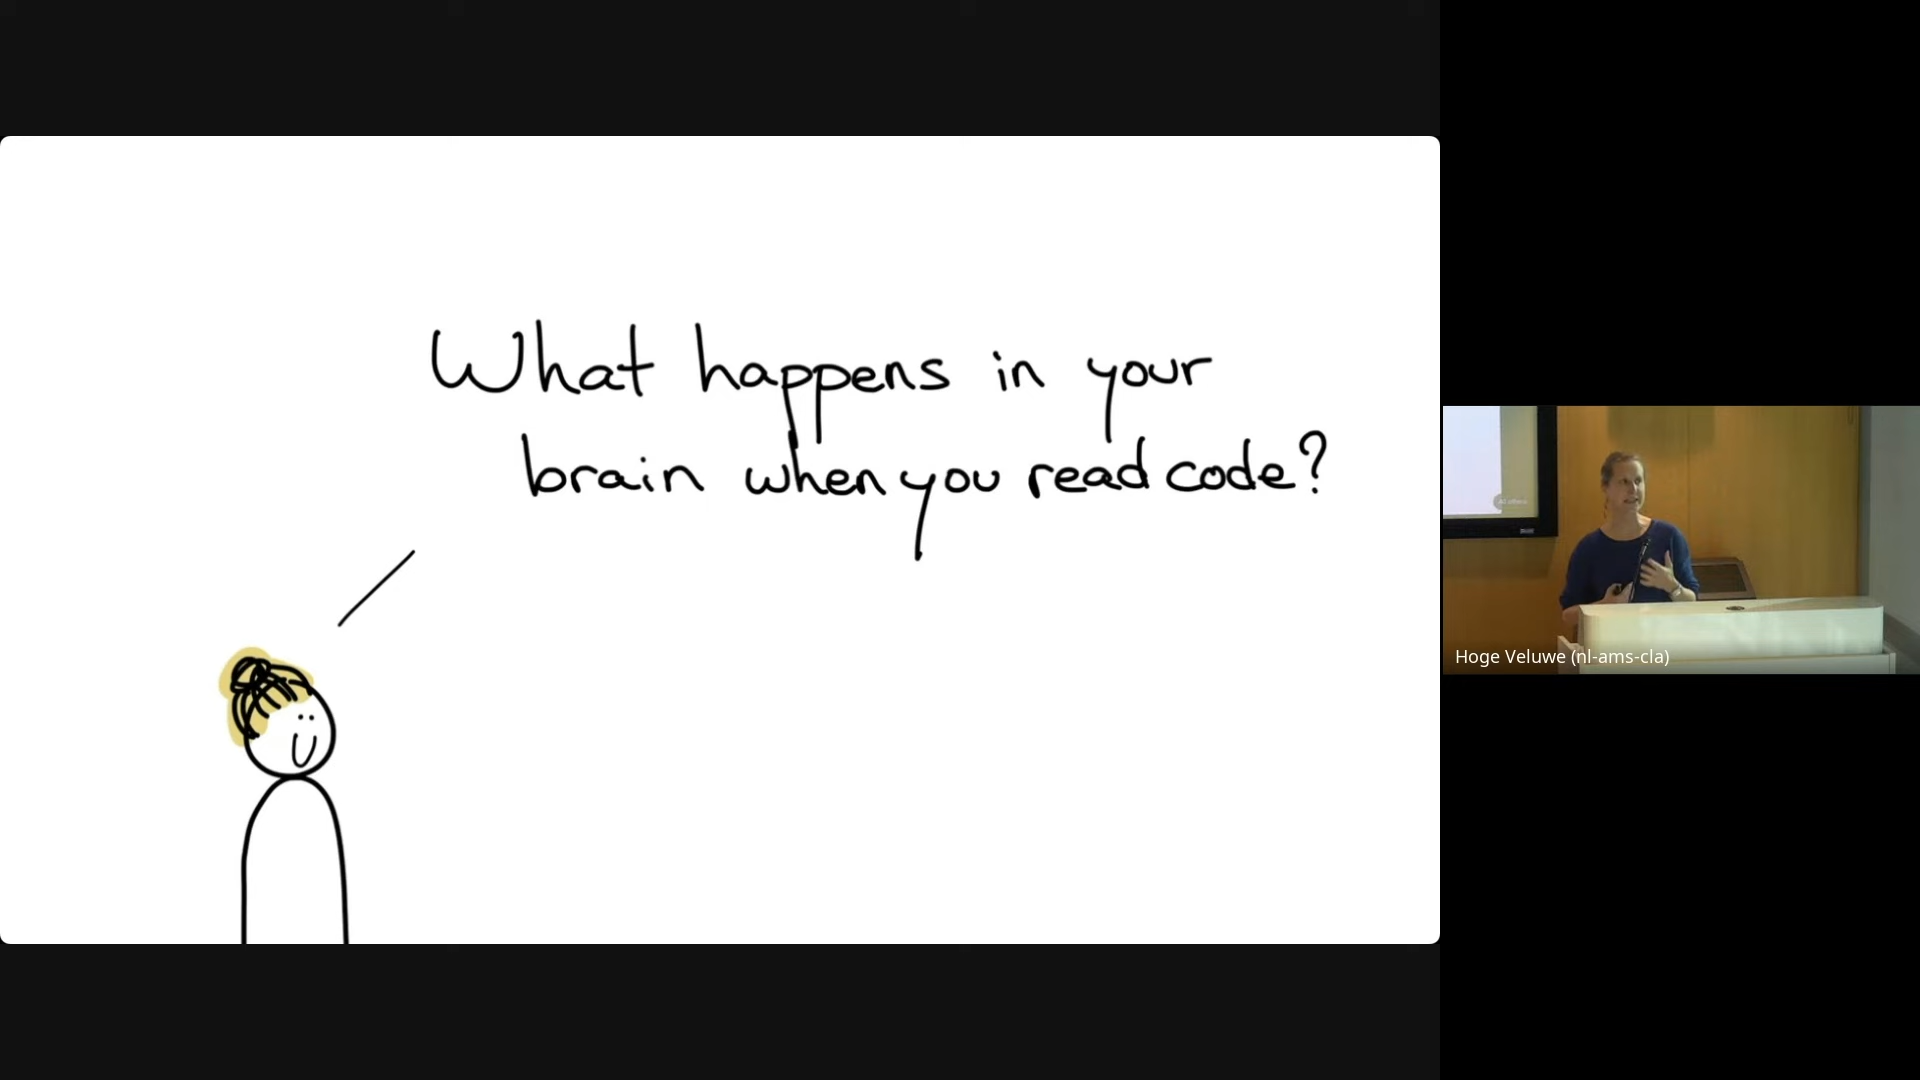 What happens in your
brain when you read code?
Hoge Veluwe (nl-ams-cla)